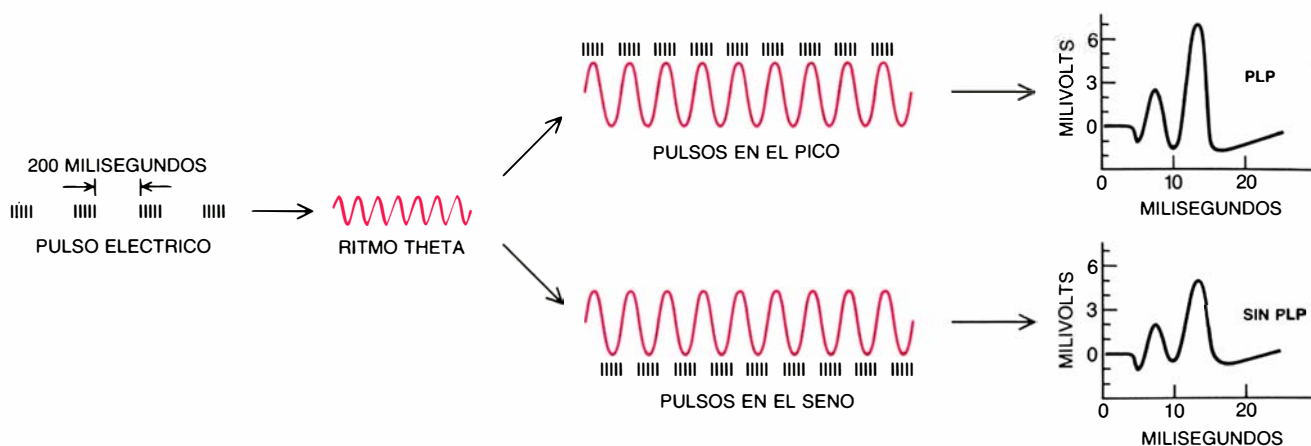 200 MILISEGUNDOS
PULSO ELECTRICO
RITMO THETA
PULSOS EN EL PICO
MILIVOLTS
6
3
0
PLP
0 10 20
MILISEGUNDOS
PULSOS EN EL SENO
MILIVOLTS
6
3
0
SIN PLP
0 10 20
MILISEGUNDOS